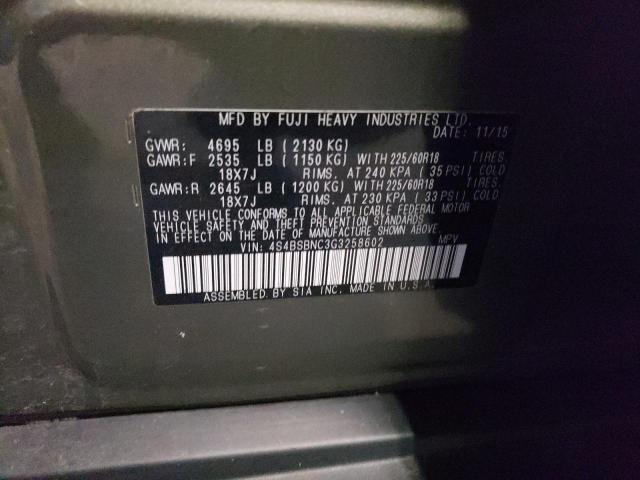 MFD BY FUJI HEAVY INDUSTRIES LTD.
DATE: 11/15
GVWR: 4695 LB (2130 KG)
GAWR:F 2535 LB (1150 KG) WITH 225/60R18 TIRES.
18X7J RIMS. AT 240 KPA (35 PSI) COLD
GAWR:R 2645 LB (1200 KG) WITH 225/60R18 TIRES.
18X7J RIMS. AT 230 KPA (33 PSI) COLD
THIS VEHICLE CONFORMS TO ALL APPLICABLE FEDERAL MOTOR
VEHICLE SAFETY AND THEFT PREVENTION STANDARDS IN
EFFECT ON THE DATE OF MANUFACTURE SHOWN ABOVE.
VIN: 4S4BSBNC3G3258602 MPV
ASSEMBLED BY SIA INC. MADE IN U.S.A.